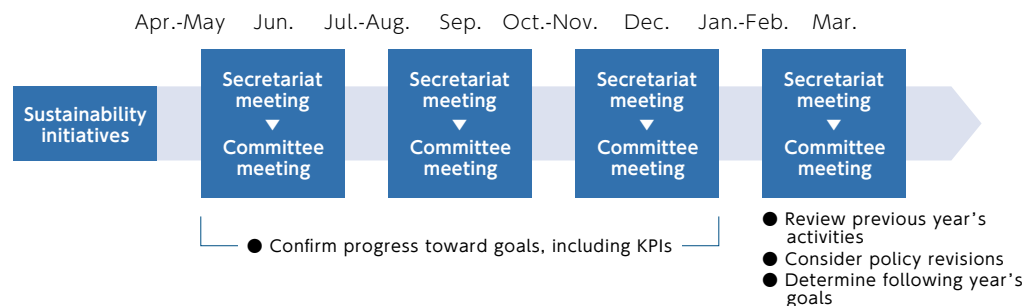 Apr.-May Jun. Jul.-Aug. Sep. Oct.-Nov. Dec. Jan.-Feb. Mar.
Sustainability
initiatives
Secretariat
meeting
▼
Committee
meeting
Secretariat
meeting
▼
Committee
meeting
Secretariat
meeting
▼
Committee
meeting
Secretariat
meeting
▼
Committee
meeting
● Confirm progress toward goals, including KPIs
● Review previous year's
activities
● Consider policy revisions
● Determine following year's
goals